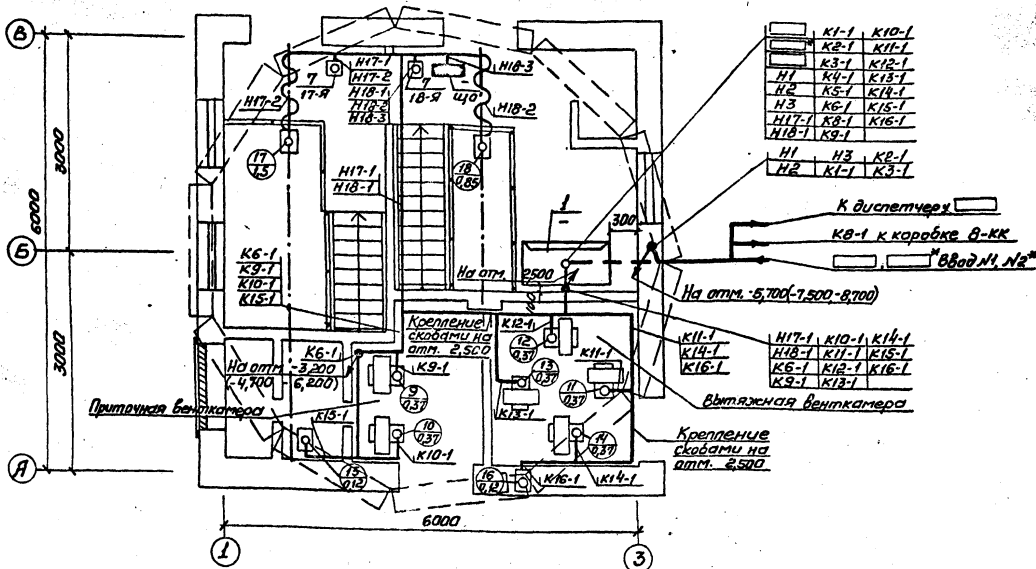 В
Б
А
1
3
3000
3000
6000
6000
К1-1 К10-1
К2-1 К11-1
К3-1 К12-1
Н1 К4-1 К13-1
Н2 К5-1 К14-1
Н3 К6-1 К15-1
Н17-1 К8-1 К16-1
Н18-1 К9-1
Н1 Н3 К2-1
Н2 К1-1 К3-1
К диспетчеру
К8-1 к коробке 8-КК
Ввод №1, №2*
На отм. -5,700(-7,500,-8,700)
Н17-1 К10-1 К14-1
Н18-1 К11-1 К15-1
К6-1 К12-1 К16-1
К9-1 К13-1
Вытяжная венткамера
Крепление
скобами на
отм. 2,500
К11-1
К14-1
К16-1
Н17-1
Н17-2
Н18-1
Н18-2
Н18-3
7
17-Я
7
18-Я
ЩО
Н18-3
Н17-2
Н18-2
17
1,5
18
0,85
Н17-1
Н18-1
1
-
300
На отм. 2500
100
К6-1
К9-1
К10-1
К15-1
Крепление
скобами на
отм. 2,500
К12-1
12
0,37
К6-1
На отм. -3,200
(-4,700 - 6,200)
К9-1
13
0,37
К11-1
11
0,37
К13-1
Приточная венткамера
9
0,37
К15-1
10
0,37
К10-1
14
0,37
15
0,12
16
0,12
К16-1
К14-1